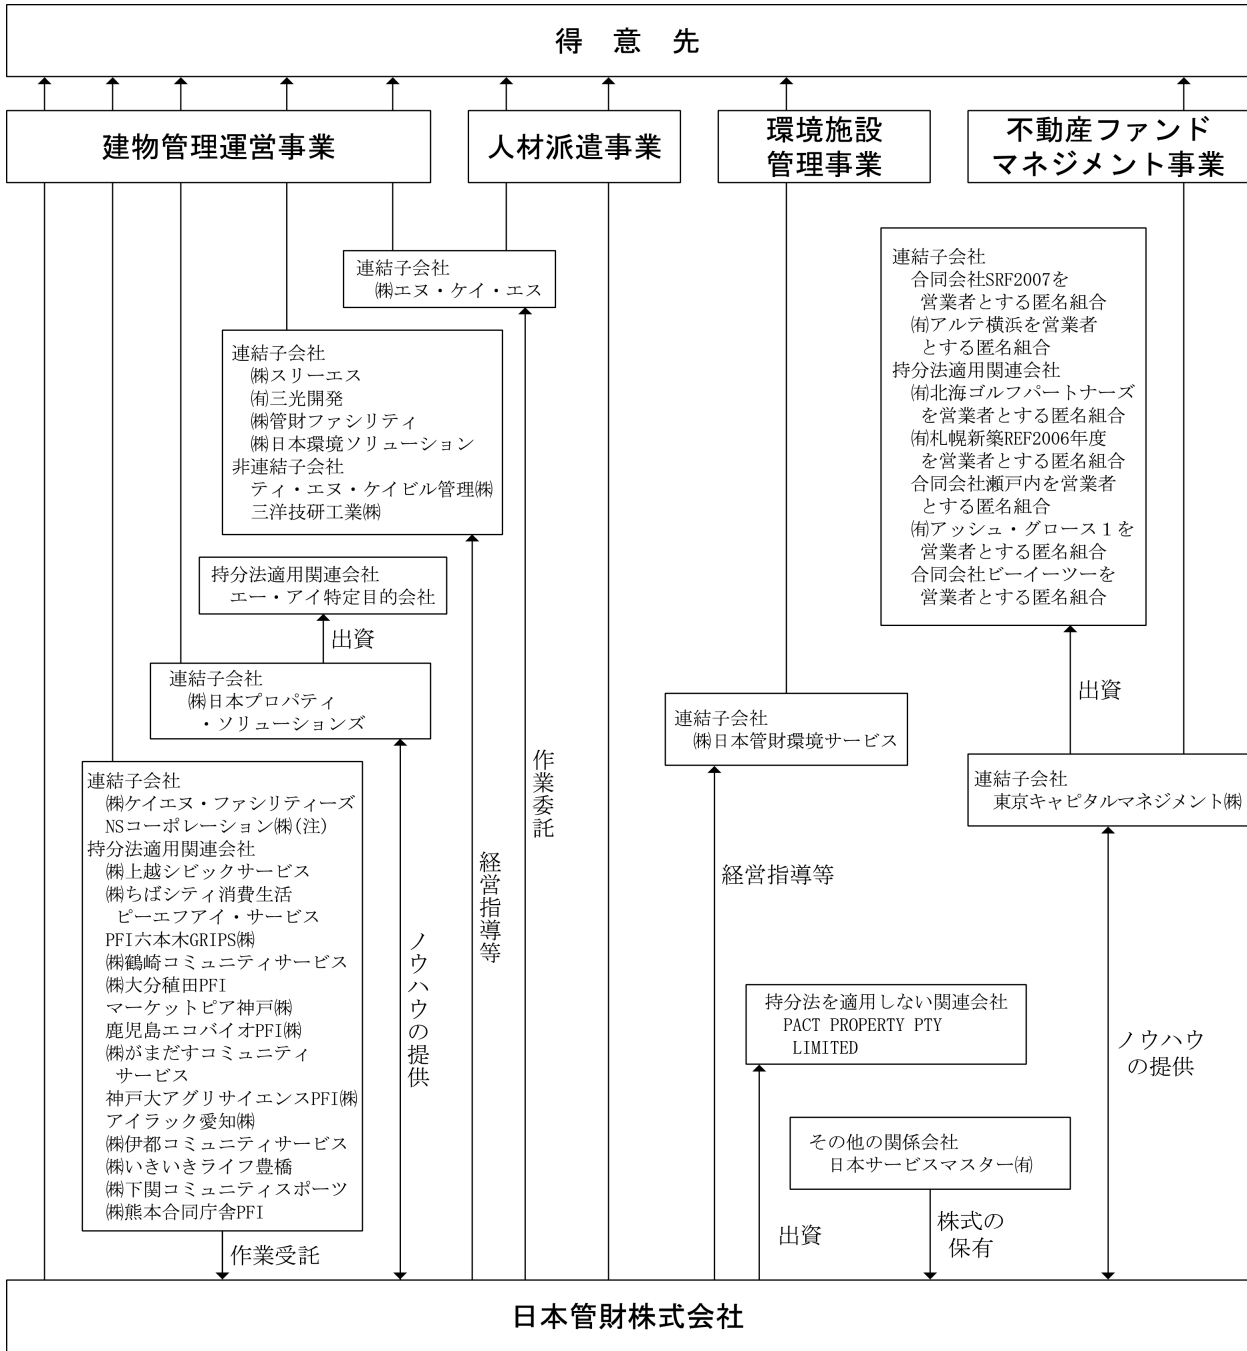 得意先
建物管理運営事業
人材派遣事業
環境施設
管理事業
不動産ファンド
マネジメント事業
連結子会社
㈱エヌ・ケイ・エス
連結子会社
合同会社SRF2007を
営業者とする匿名組合
㈲アルテ横浜を営業者
とする匿名組合
持分法適用関連会社
㈲北海ゴルフパートナーズ
を営業者とする匿名組合
㈲札幌新築REF2006年度
を営業者とする匿名組合
合同会社瀬戸内を営業者
とする匿名組合
㈲アッシュ・グロース1を
営業者とする匿名組合
合同会社ビーイーツーを
営業者とする匿名組合
連結子会社
㈱スリーエス
㈲三光開発
㈱管財ファシリティ
㈱日本環境ソリューション
非連結子会社
ティ・エヌ・ケイビル管理㈱
三洋技研工業㈱
持分法適用関連会社
エー・アイ特定目的会社
出資
連結子会社
㈱日本プロパティ
・ソリューションズ
出資
連結子会社
㈱日本管財環境サービス
連結子会社
東京キャピタルマネジメント㈱
連結子会社
㈱ケイエヌ・ファシリティーズ
NSコーポレーション㈱(注)
持分法適用関連会社
㈱上越シビックサービス
㈱ちばシティ消費生活
ピーエフアイ・サービス
PFI六本木GRIPS㈱
㈱鶴崎コミュニティサービス
㈱大分稙田PFI
マーケットピア神戸㈱
鹿児島エコバイオPFI㈱
㈱がまだすコミュニティ
サービス
神戸大アグリサイエンスPFI㈱
アイラック愛知㈱
㈱伊都コミュニティサービス
㈱いきいきライフ豊橋
㈱下関コミュニティスポーツ
㈱熊本合同庁舎PFI
作業受託
ノウハウの提供
経営指導等
作業委託
経営指導等
持分法を適用しない関連会社
PACT PROPERTY PTY
LIMITED
出資
その他の関係会社
日本サービスマスター㈲
株式の
保有
ノウハウ
の提供
日本管財株式会社